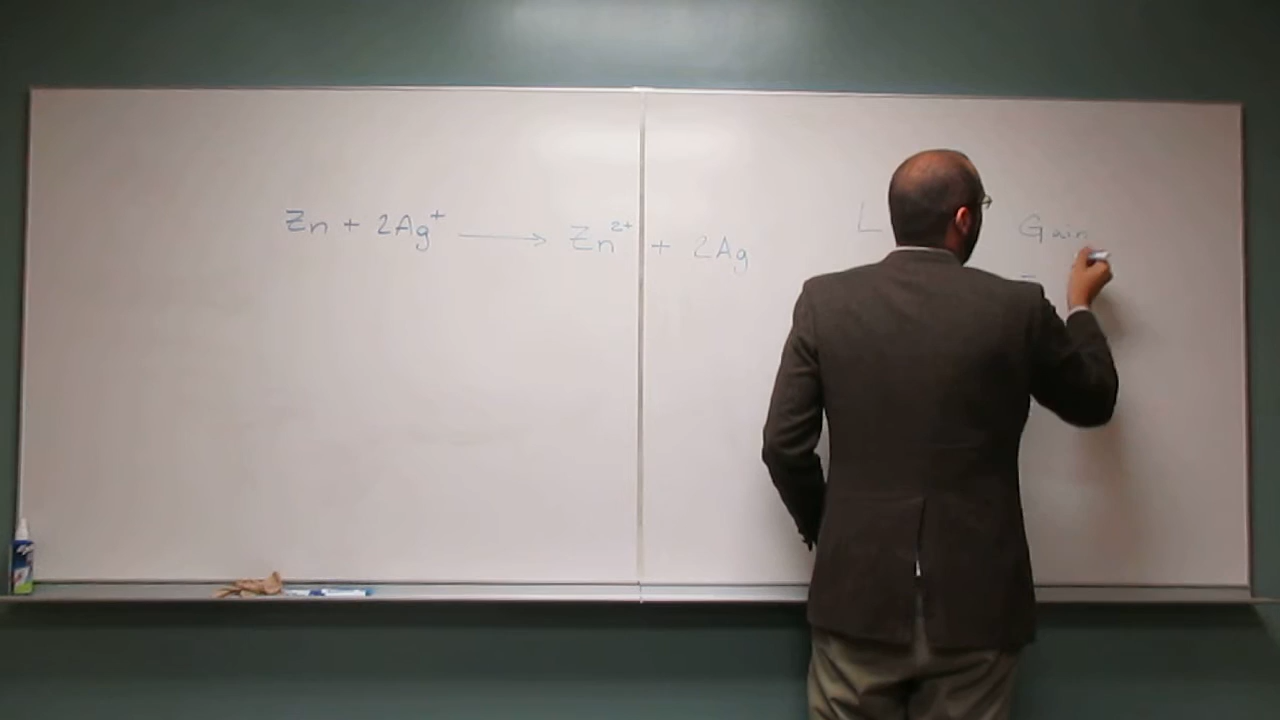 Zn + 2Ag⁺ → Zn²⁺ + 2Ag
L Gain